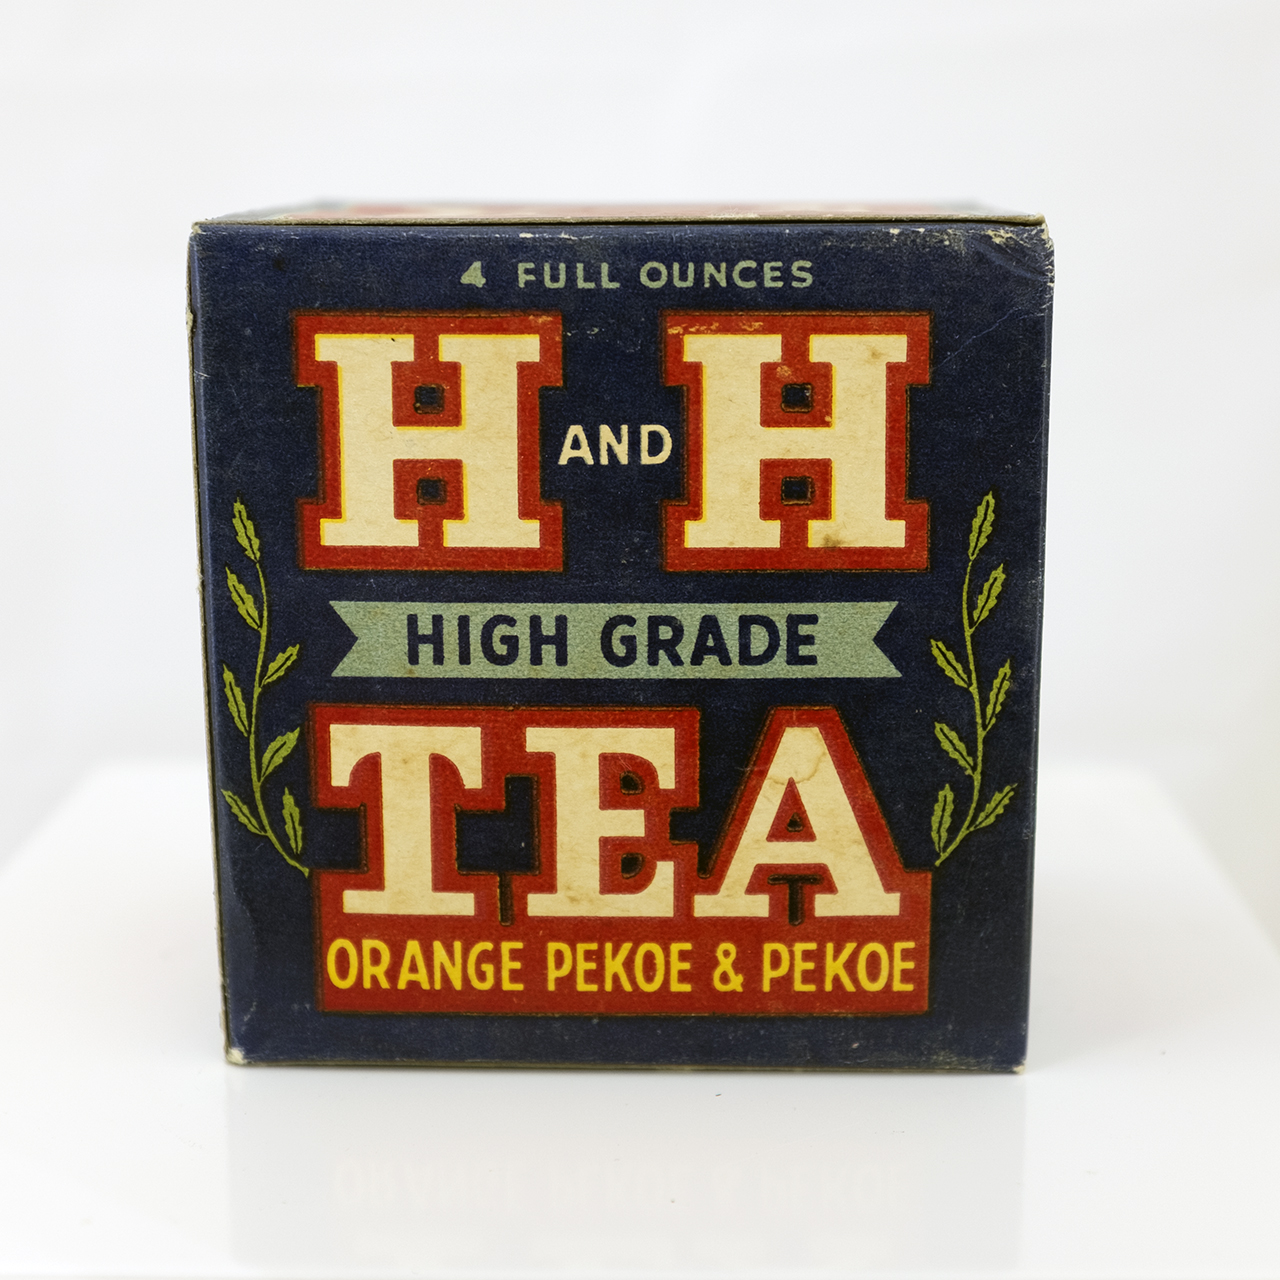 4 FULL OUNCES
H AND H
HIGH GRADE
TEA
ORANGE PEKOE & PEKOE